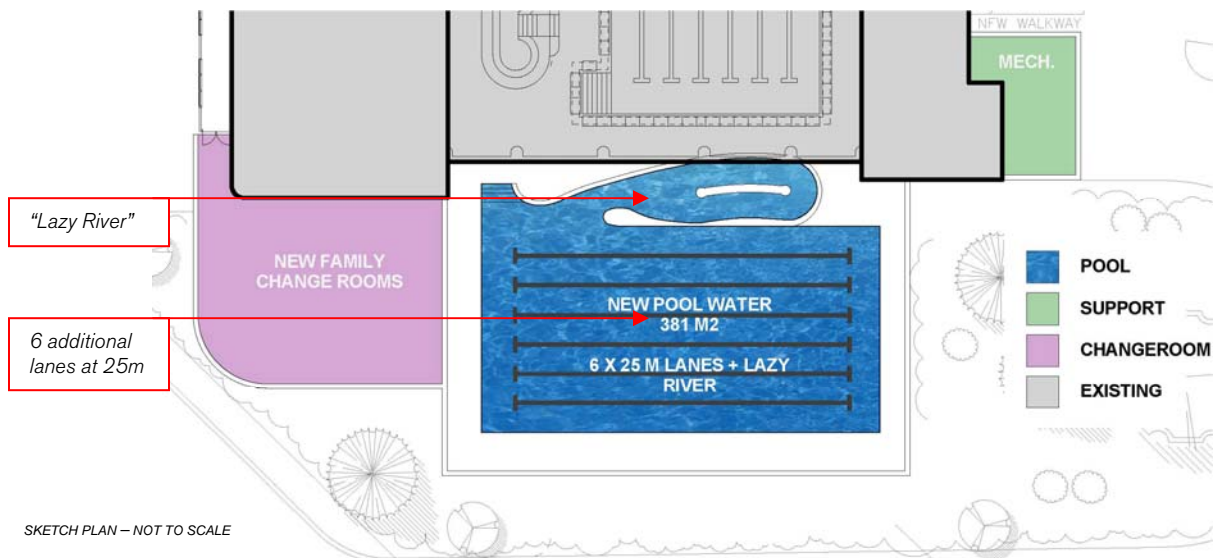 NEW WALKWAY
MECH.
"Lazy River"
NEW FAMILY
CHANGE ROOMS
6 additional
lanes at 25m
NEW POOL WATER
381 M2
6 X 25 M LANES + LAZY
RIVER
POOL
SUPPORT
CHANGEROOM
EXISTING
SKETCH PLAN – NOT TO SCALE